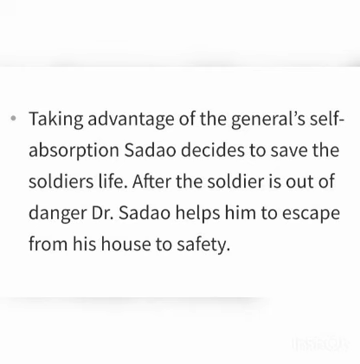 • Taking advantage of the general's self-
absorption Sadao decides to save the
soldiers life. After the soldier is out of
danger Dr. Sadao helps him to escape
from his house to safety.